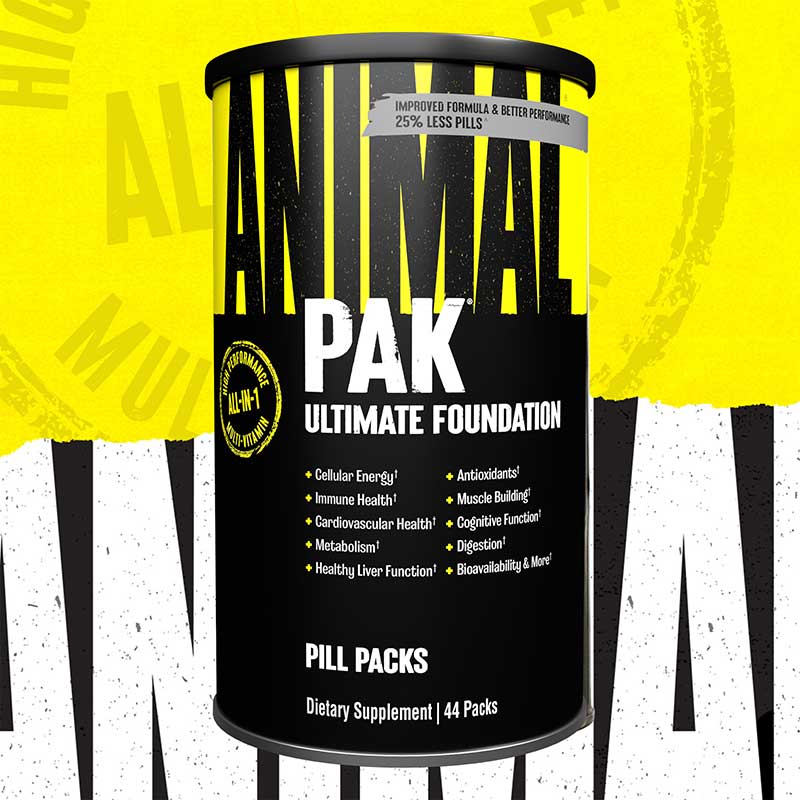 ANIMAL
IMPROVED FORMULA & BETTER PERFORMANCE
25% LESS PILLS^
PAK®
ULTIMATE FOUNDATION
HIGH PERFORMANCE
ALL-IN-1
MULTI-VITAMIN
+ Cellular Energy†
+ Immune Health†
+ Cardiovascular Health†
+ Metabolism†
+ Healthy Liver Function†
+ Antioxidants†
+ Muscle Building†
+ Cognitive Function†
+ Digestion†
+ Bioavailability & More†
PILL PACKS
Dietary Supplement | 44 Packs